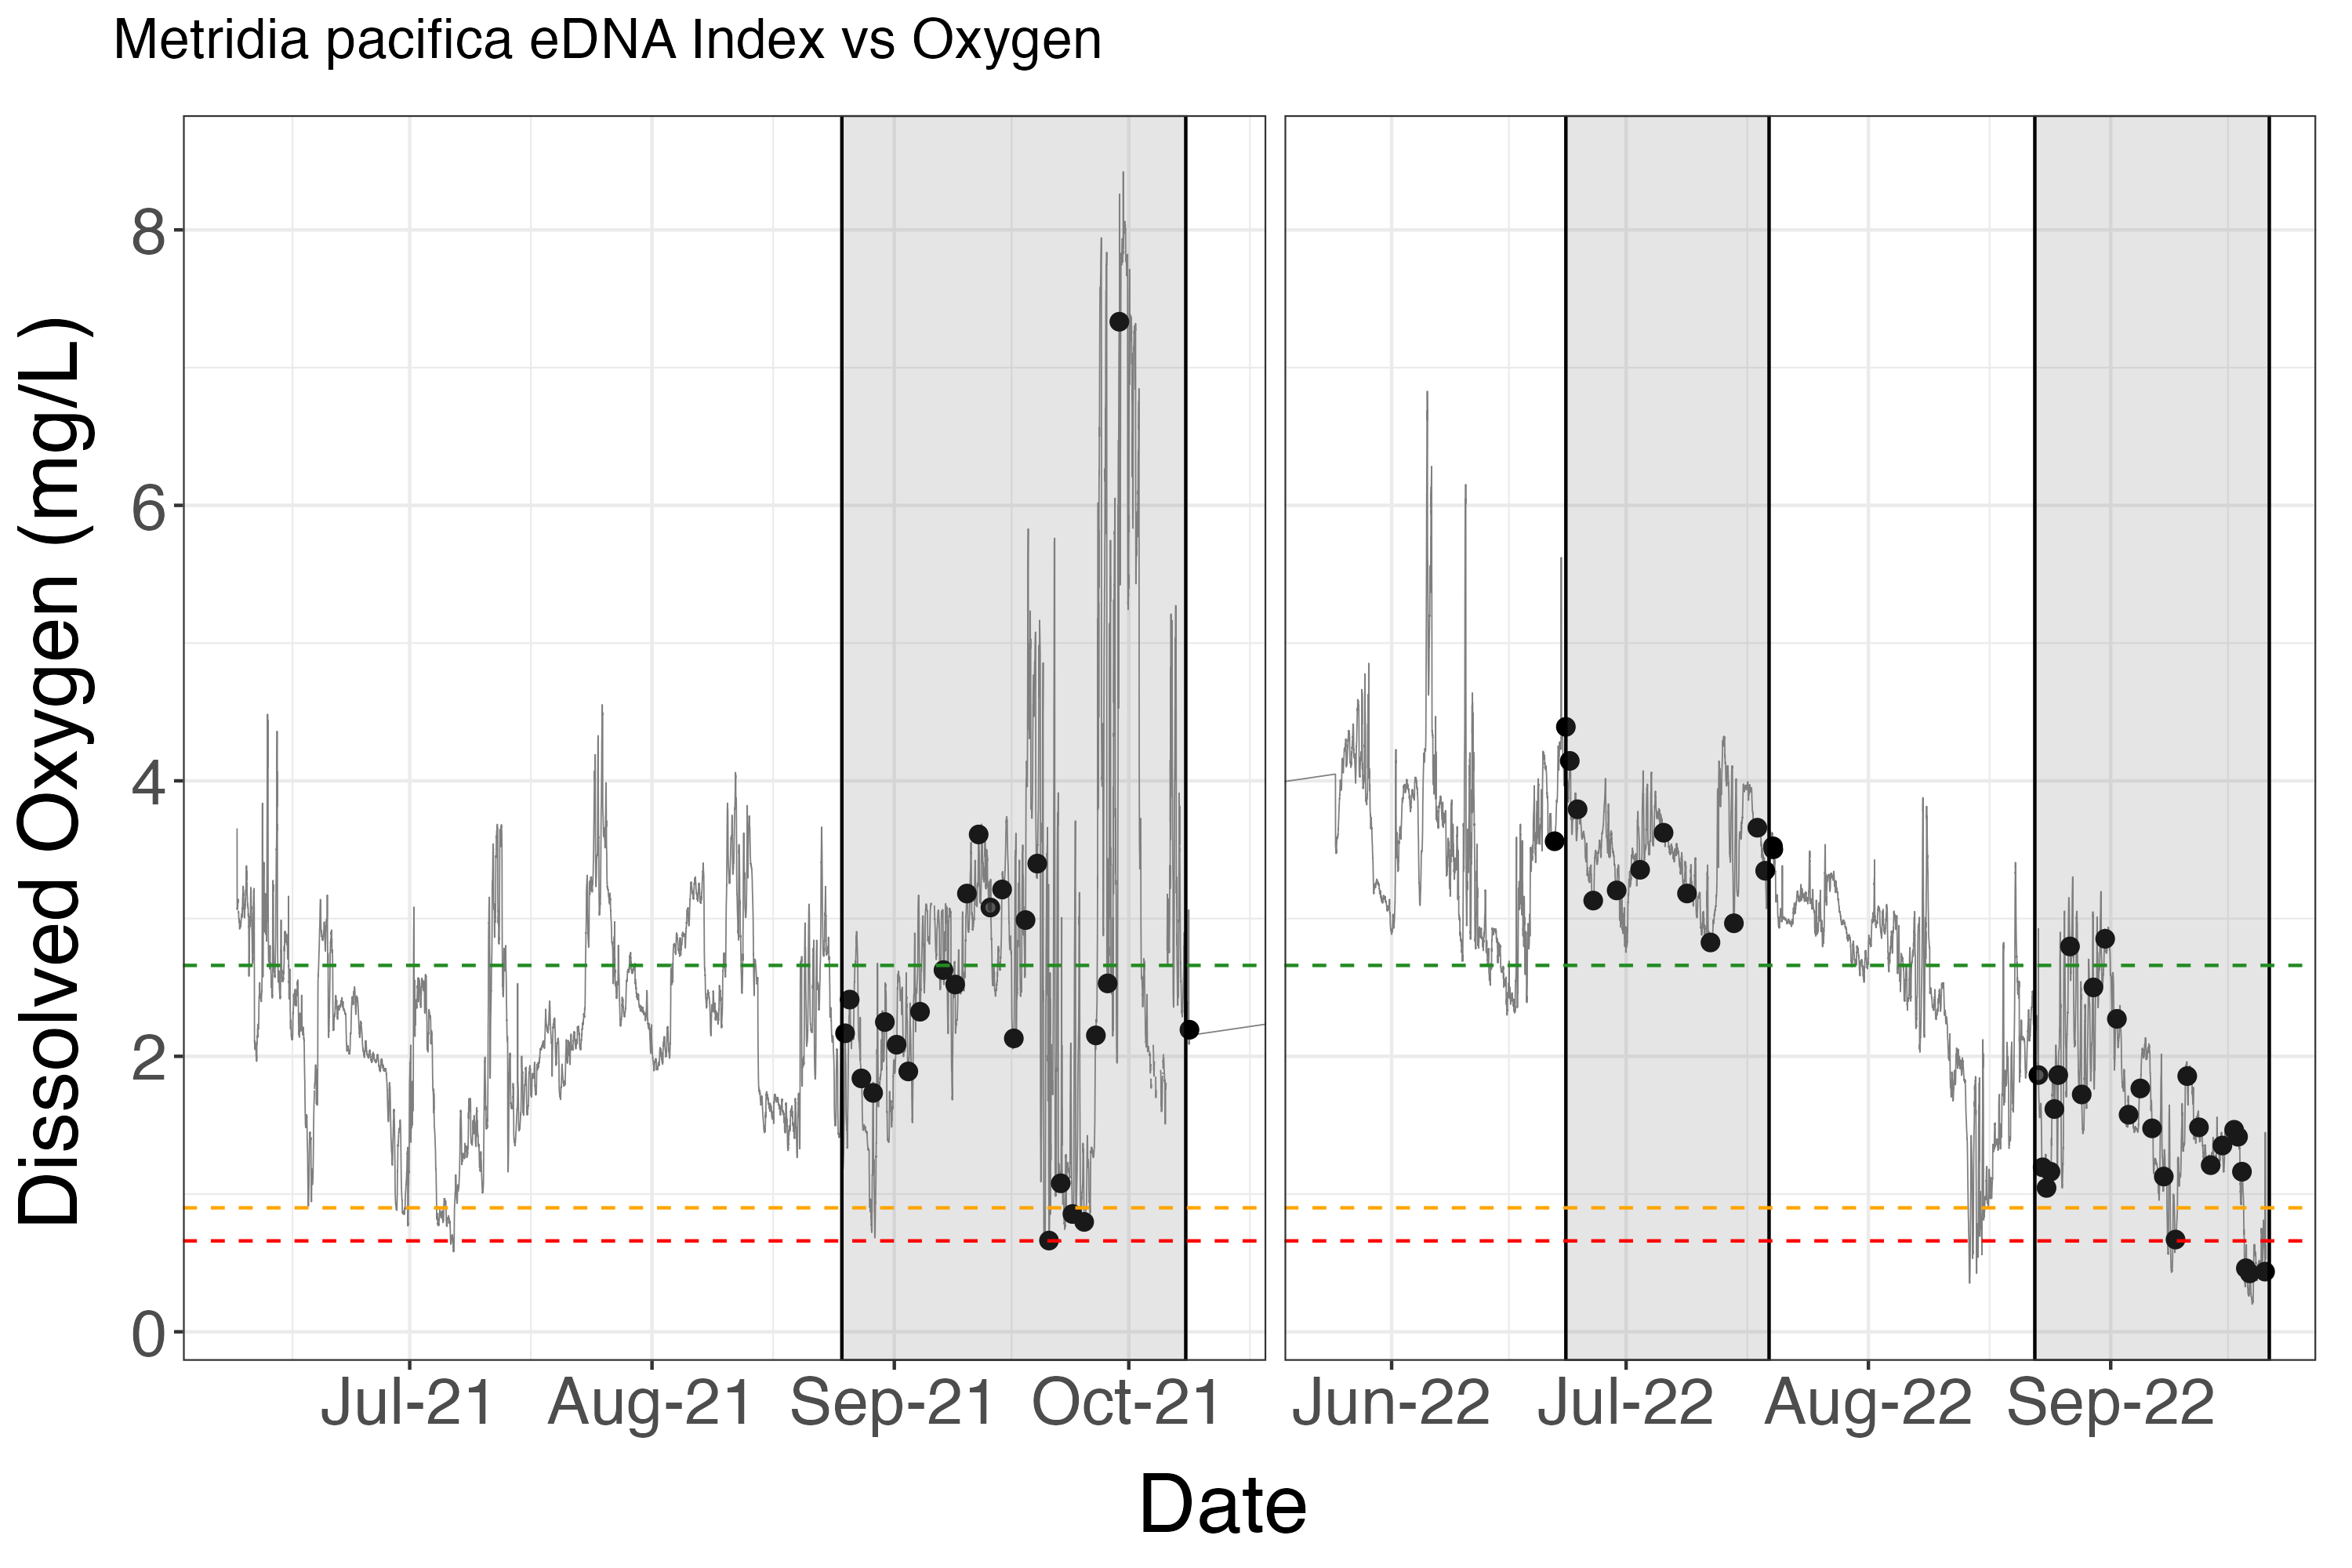 Metridia pacifica eDNA Index vs Oxygen
Dissolved Oxygen (mg/L)
8
6
4
2
0
Jul-21 Aug-21 Sep-21 Oct-21 Jun-22 Jul-22 Aug-22 Sep-22
Date